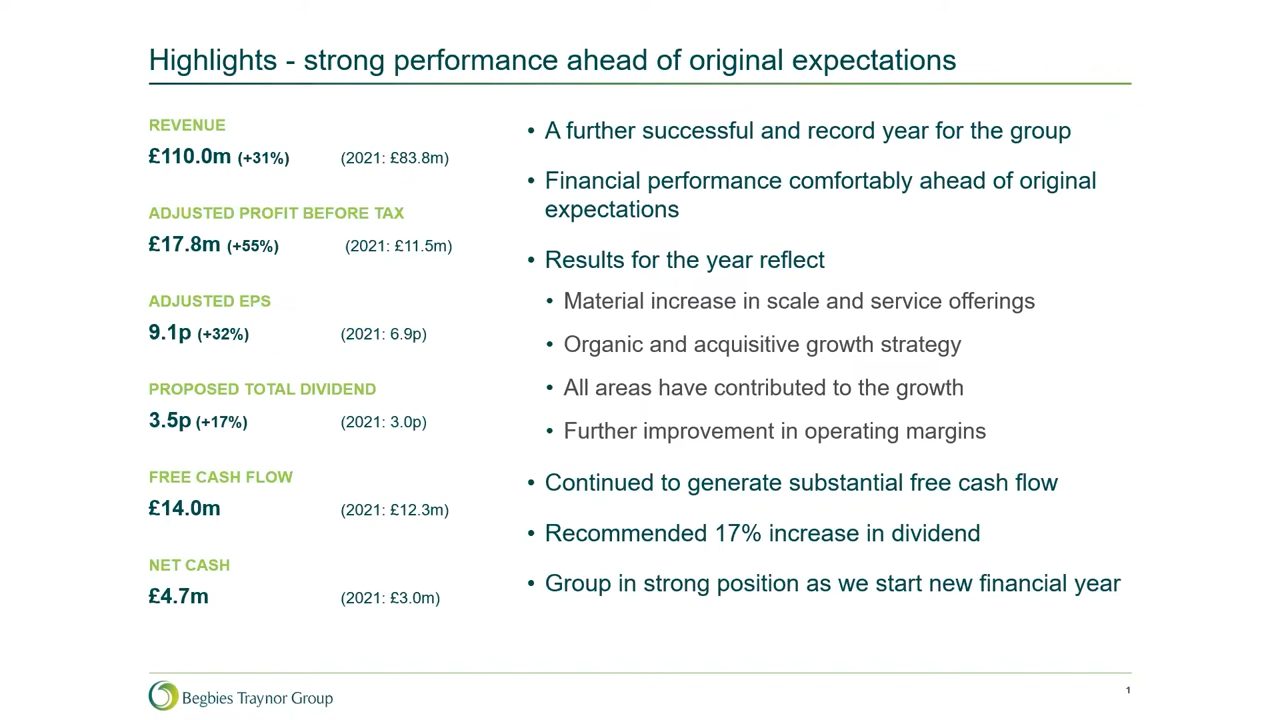 Highlights - strong performance ahead of original expectations
REVENUE
£110.0m (+31%) (2021: £83.8m)
ADJUSTED PROFIT BEFORE TAX
£17.8m (+55%) (2021: £11.5m)
ADJUSTED EPS
9.1p (+32%) (2021: 6.9p)
PROPOSED TOTAL DIVIDEND
3.5p (+17%) (2021: 3.0p)
FREE CASH FLOW
£14.0m (2021: £12.3m)
NET CASH
£4.7m (2021: £3.0m)
• A further successful and record year for the group
• Financial performance comfortably ahead of original
expectations
• Results for the year reflect
• Material increase in scale and service offerings
• Organic and acquisitive growth strategy
• All areas have contributed to the growth
• Further improvement in operating margins
• Continued to generate substantial free cash flow
• Recommended 17% increase in dividend
• Group in strong position as we start new financial year
Begbies Traynor Group
1